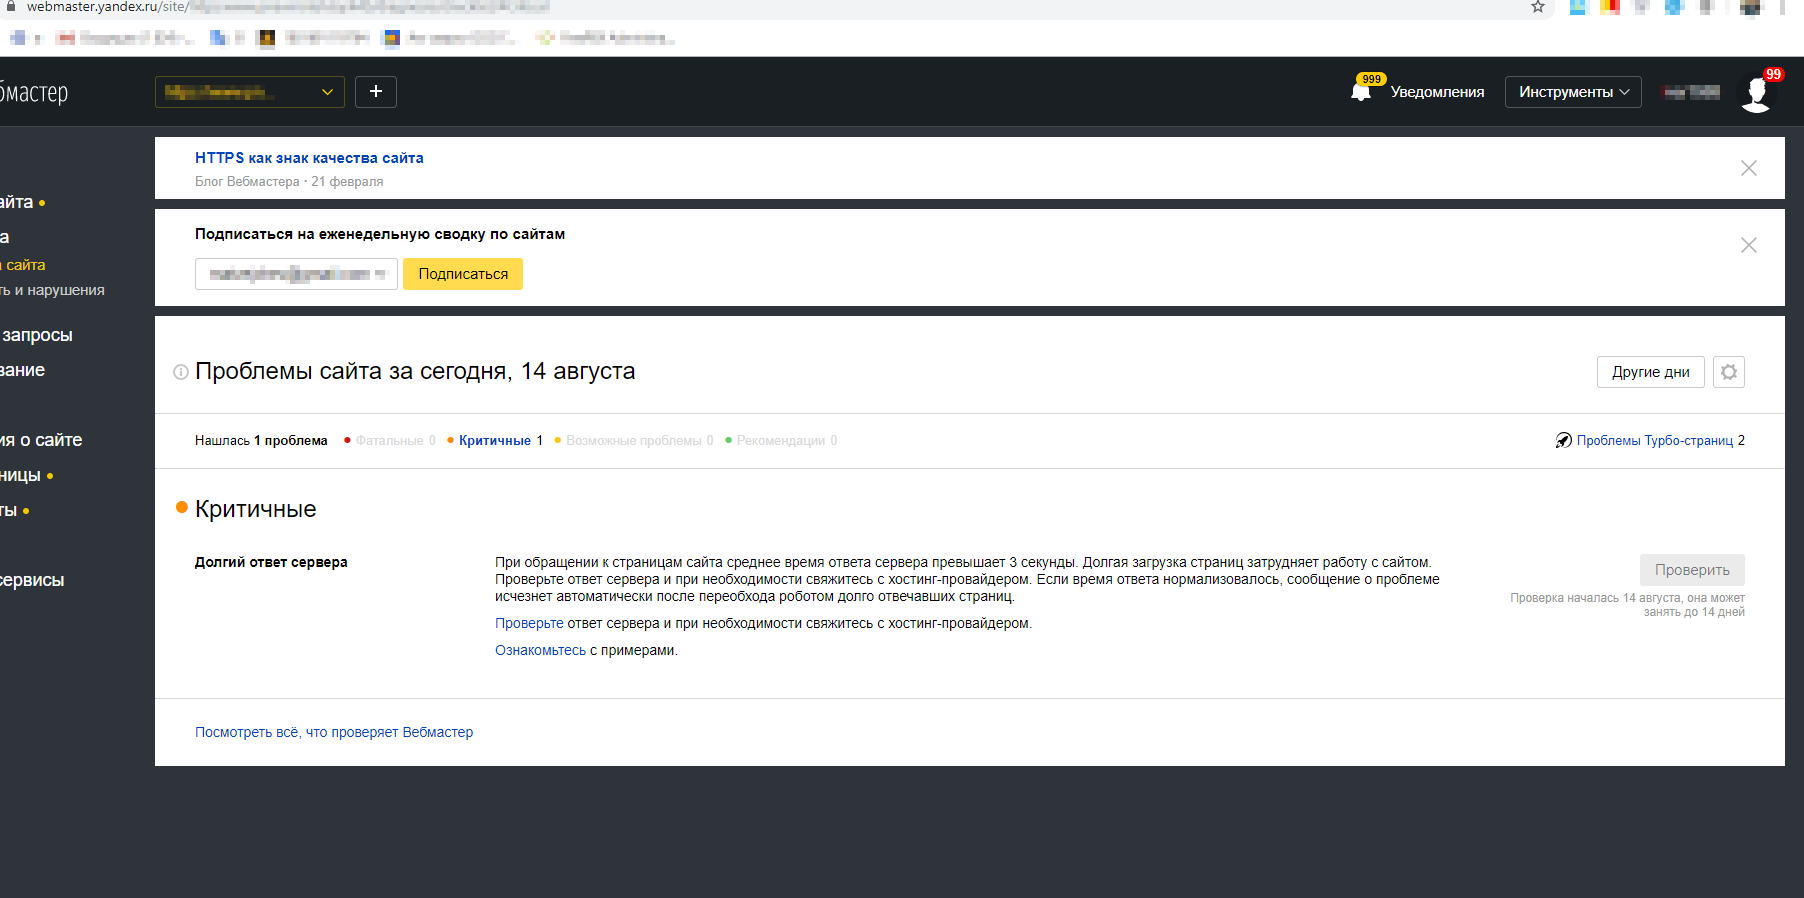 webmaster.yandex.ru/site/
бмастер
999
Уведомления
Инструменты
99
HTTPS как знак качества сайта
Блог Вебмастера · 21 февраля
айта
а
сайта
ть и нарушения
запросы
вание
ия о сайте
ницы
ты
сервисы
Подписаться на еженедельную сводку по сайтам
Подписаться
Проблемы сайта за сегодня, 14 августа
Другие дни
Нашлась 1 проблема Фатальные 0 Критичные 1 Возможные проблемы 0 Рекомендации 0 Проблемы Турбо-страниц 2
Критичные
Долгий ответ сервера
При обращении к страницам сайта среднее время ответа сервера превышает 3 секунды. Долгая загрузка страниц затрудняет работу с сайтом.
Проверьте ответ сервера и при необходимости свяжитесь с хостинг-провайдером. Если время ответа нормализовалось, сообщение о проблеме
исчезнет автоматически после переобхода роботом долго отвечавших страниц.
Проверьте ответ сервера и при необходимости свяжитесь с хостинг-провайдером.
Ознакомьтесь с примерами.
Проверить
Проверка началась 14 августа, она может
занять до 14 дней
Посмотреть всё, что проверяет Вебмастер